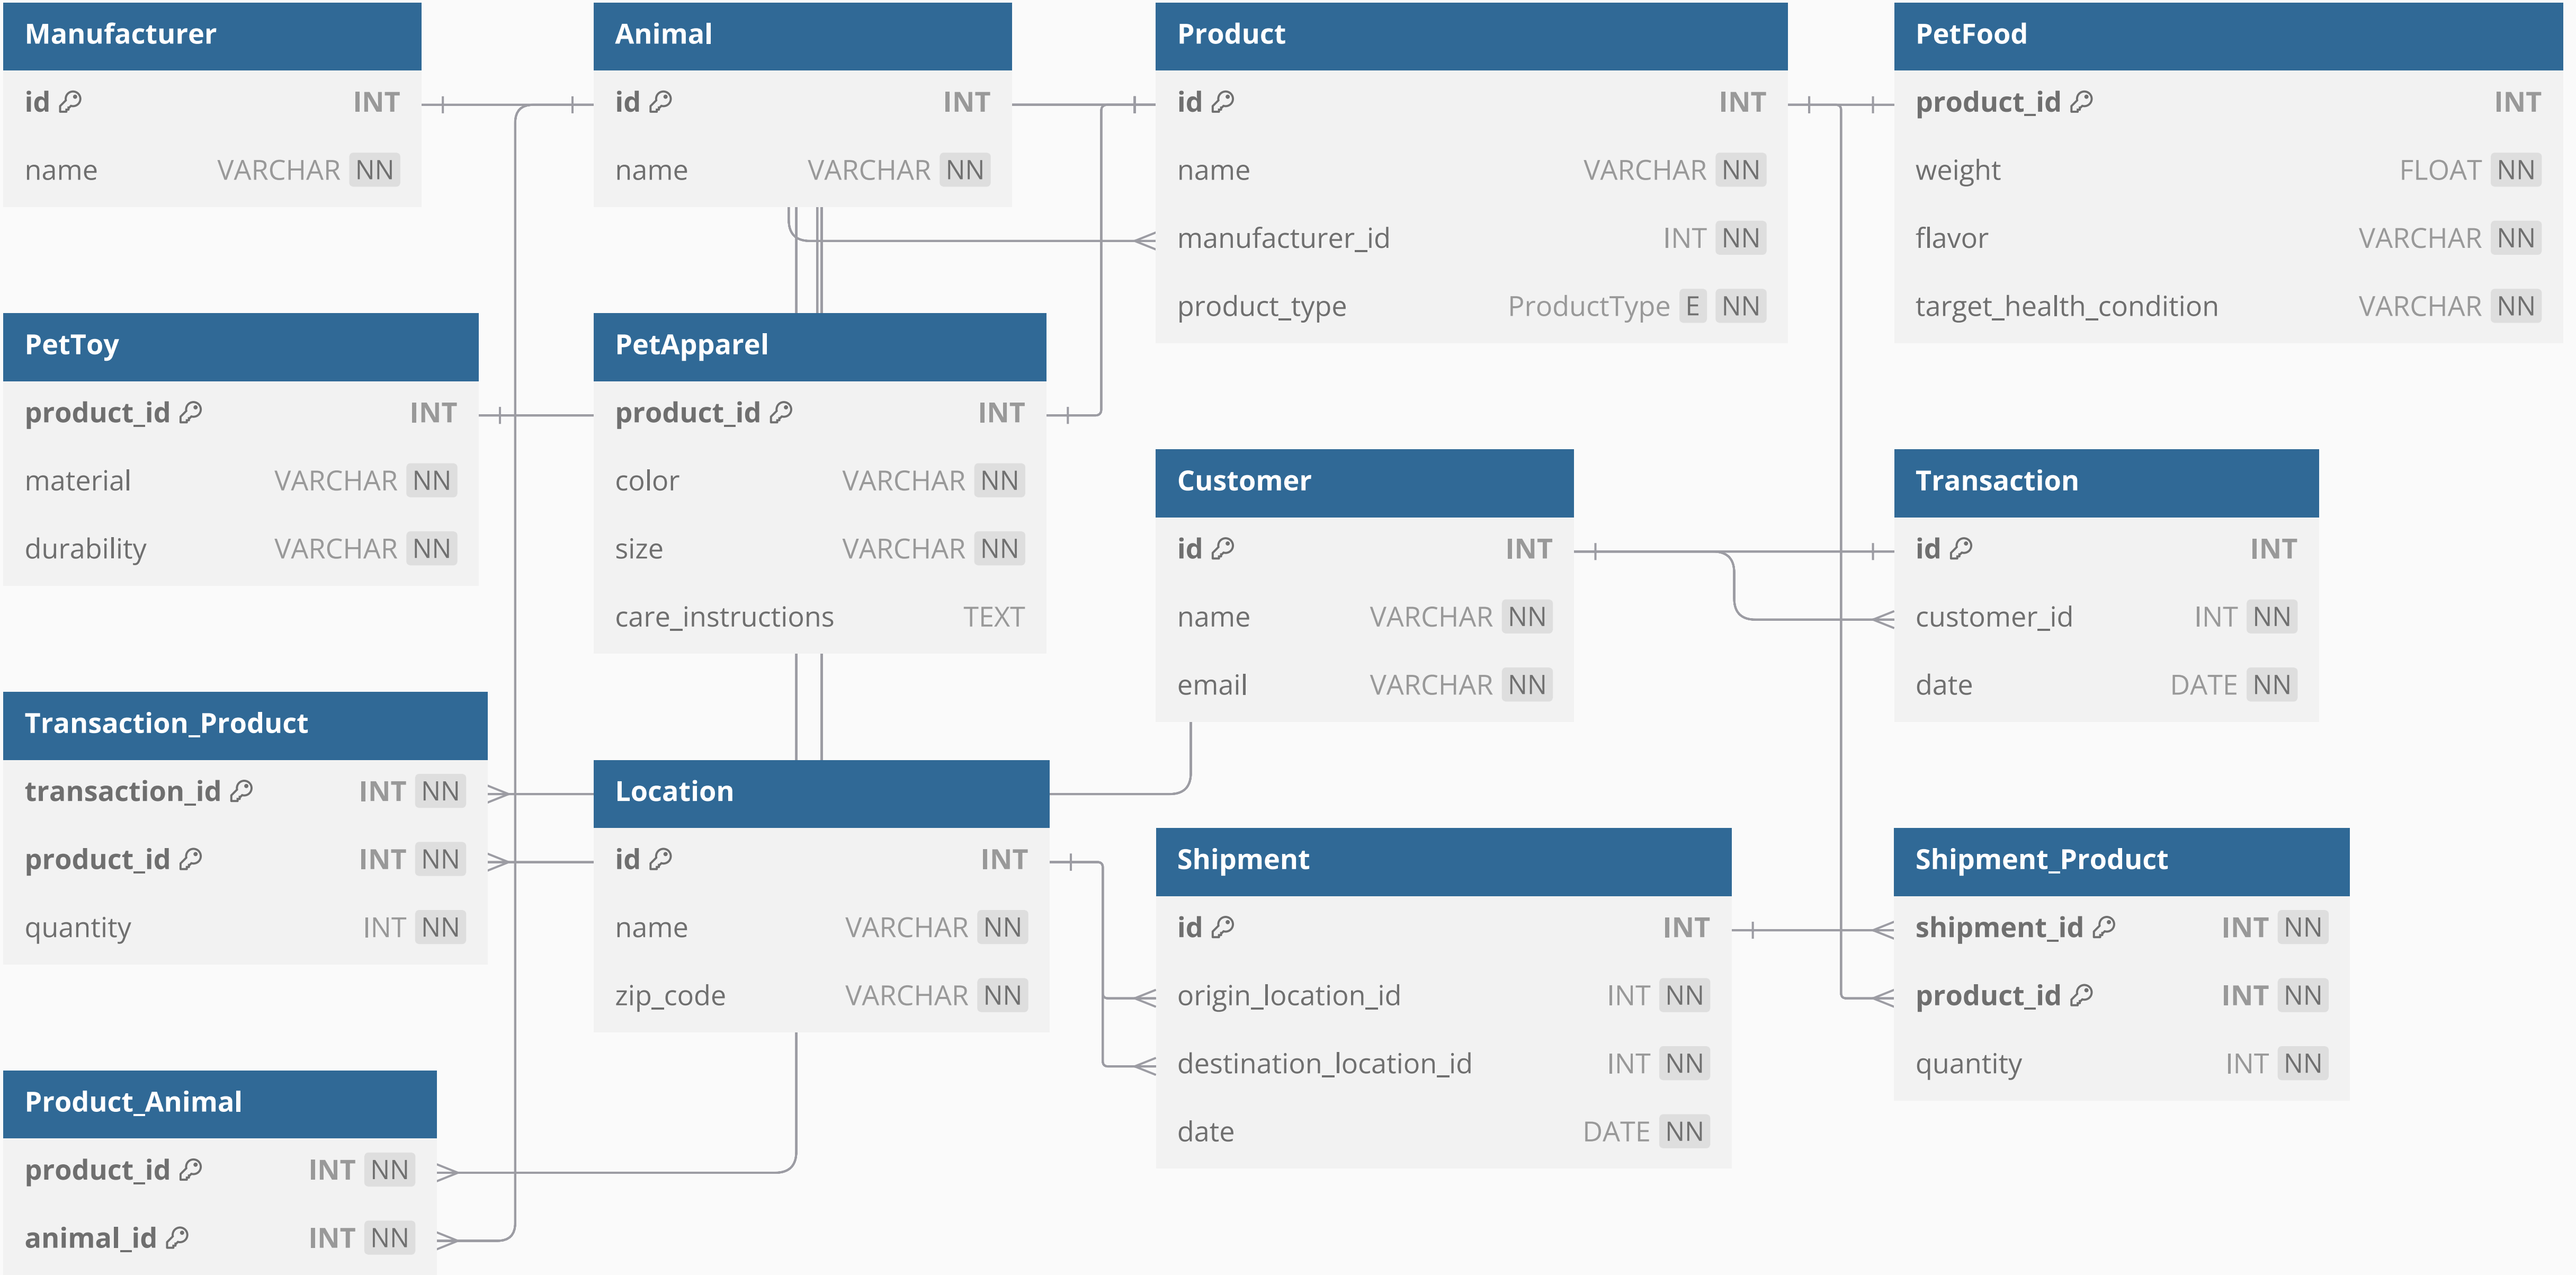 Manufacturer
id INT
name VARCHAR NN
Animal
id INT
name VARCHAR NN
Product
id INT
name VARCHAR NN
manufacturer_id INT NN
product_type ProductType E NN
PetFood
product_id INT
weight FLOAT NN
flavor VARCHAR NN
target_health_condition VARCHAR NN
PetToy
product_id INT
material VARCHAR NN
durability VARCHAR NN
PetApparel
product_id INT
color VARCHAR NN
size VARCHAR NN
care_instructions TEXT
Customer
id INT
name VARCHAR NN
email VARCHAR NN
Transaction
id INT
customer_id INT NN
date DATE NN
Transaction_Product
transaction_id INT NN
product_id INT NN
quantity INT NN
Location
id INT
name VARCHAR NN
zip_code VARCHAR NN
Shipment
id INT
origin_location_id INT NN
destination_location_id INT NN
date DATE NN
Shipment_Product
shipment_id INT NN
product_id INT NN
quantity INT NN
Product_Animal
product_id INT NN
animal_id INT NN